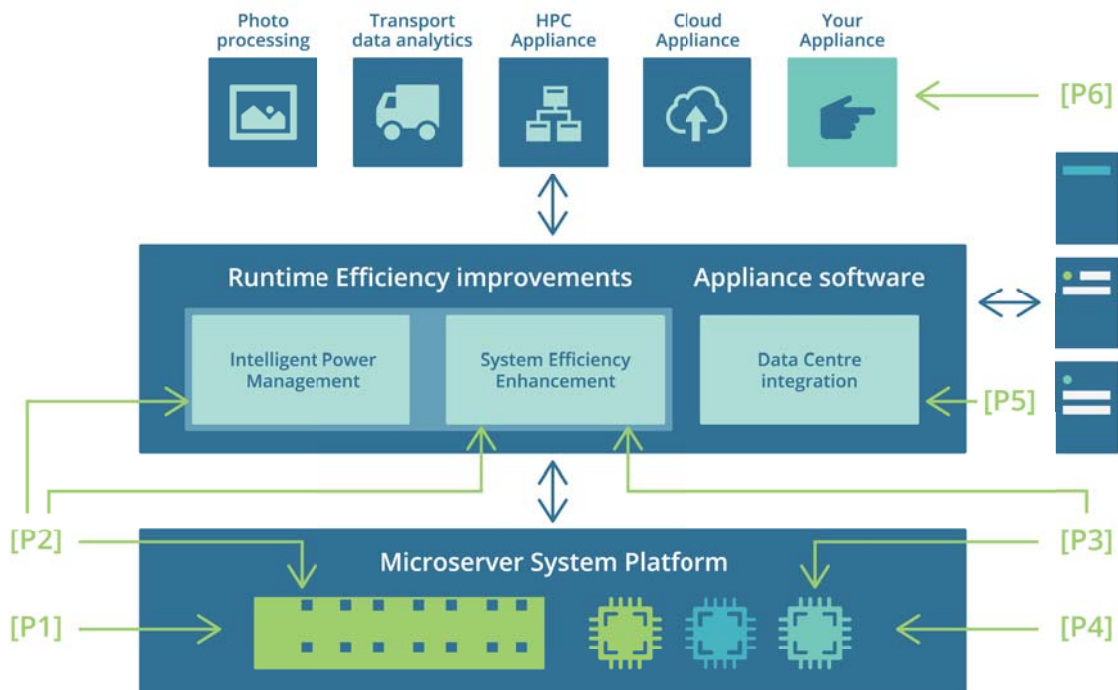 Photo
processing
Transport
data analytics
HPC
Appliance
Cloud
Appliance
Your
Appliance
[P6]
Runtime Efficiency improvements
Appliance software
Intelligent Power
Management
System Efficiency
Enhancement
Data Centre
integration
[P5]
[P2]
[P3]
Microserver System Platform
[P1]
[P4]